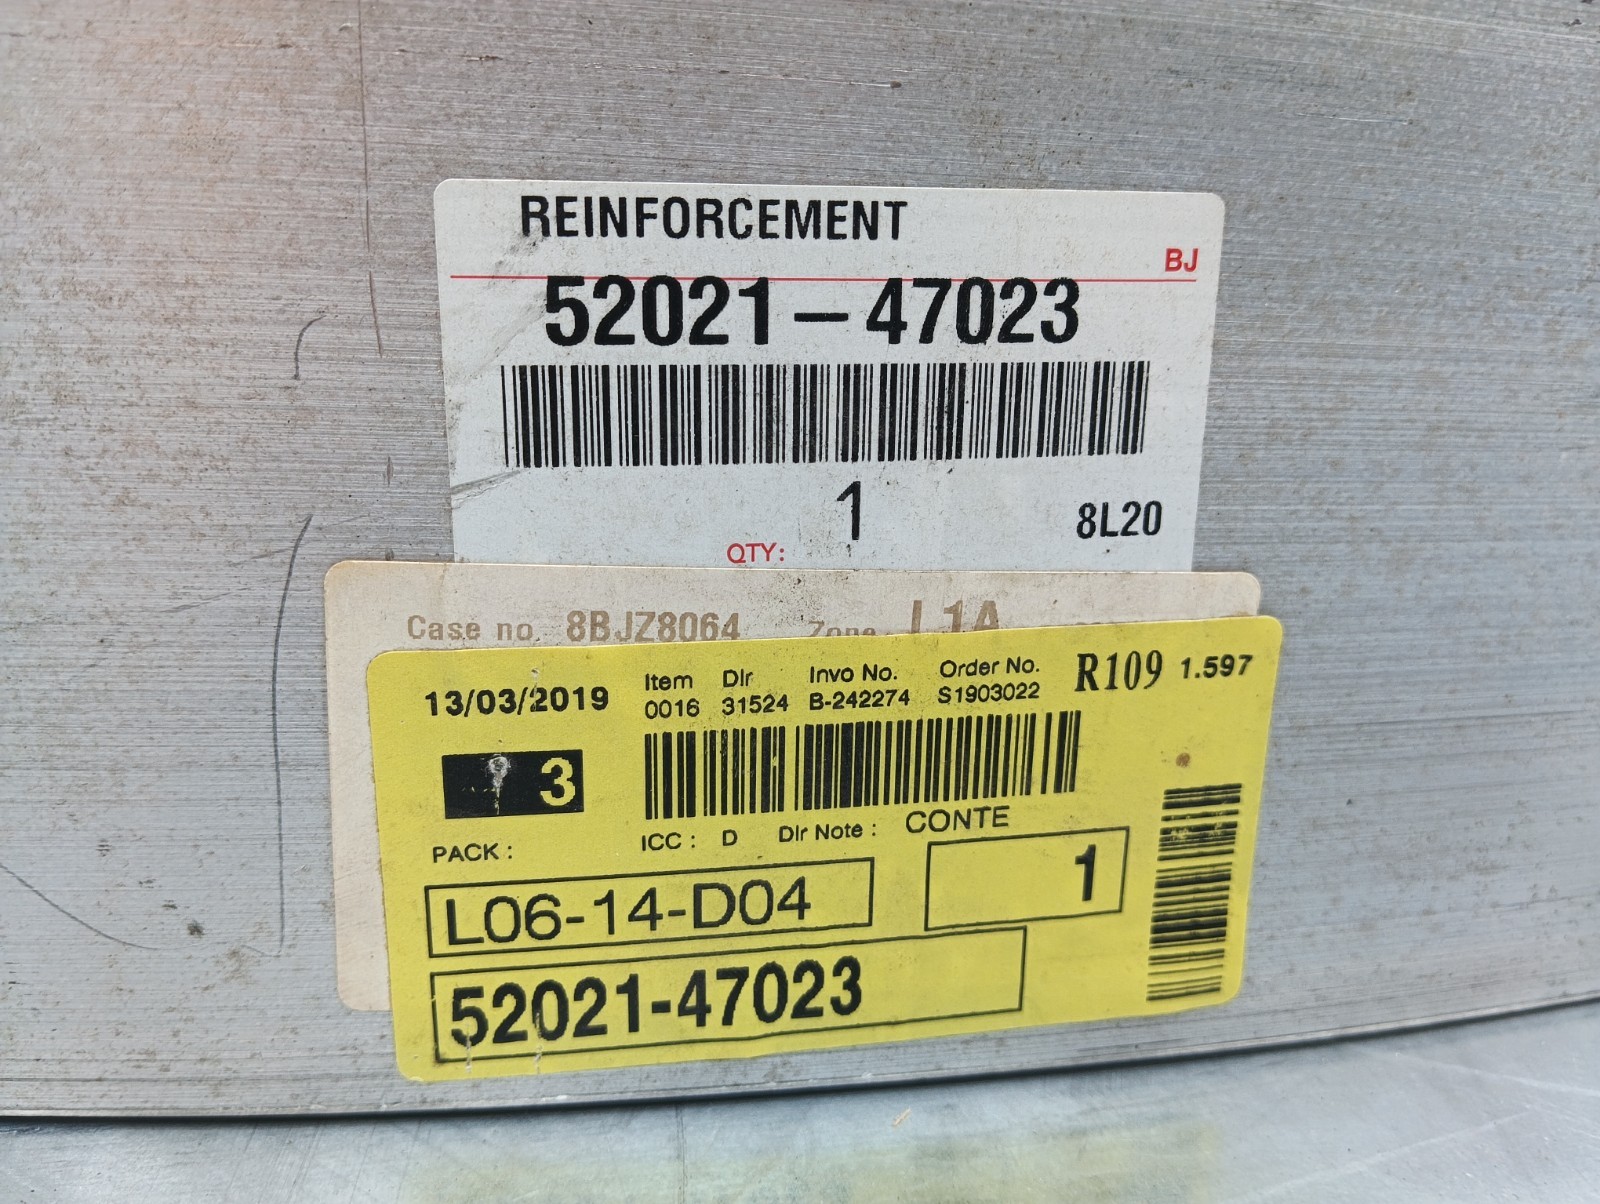 REINFORCEMENT
BJ
52021-47023
1
QTY:
8L20
Case no 8BJZ8064 Zone L1A
13/03/2019
Item Dlr Invo No. Order No. R109 1.597
0016 31524 B-242274 S1903022
3
PACK :
ICC : D Dlr Note : CONTE
L06-14-D04
1
52021-47023